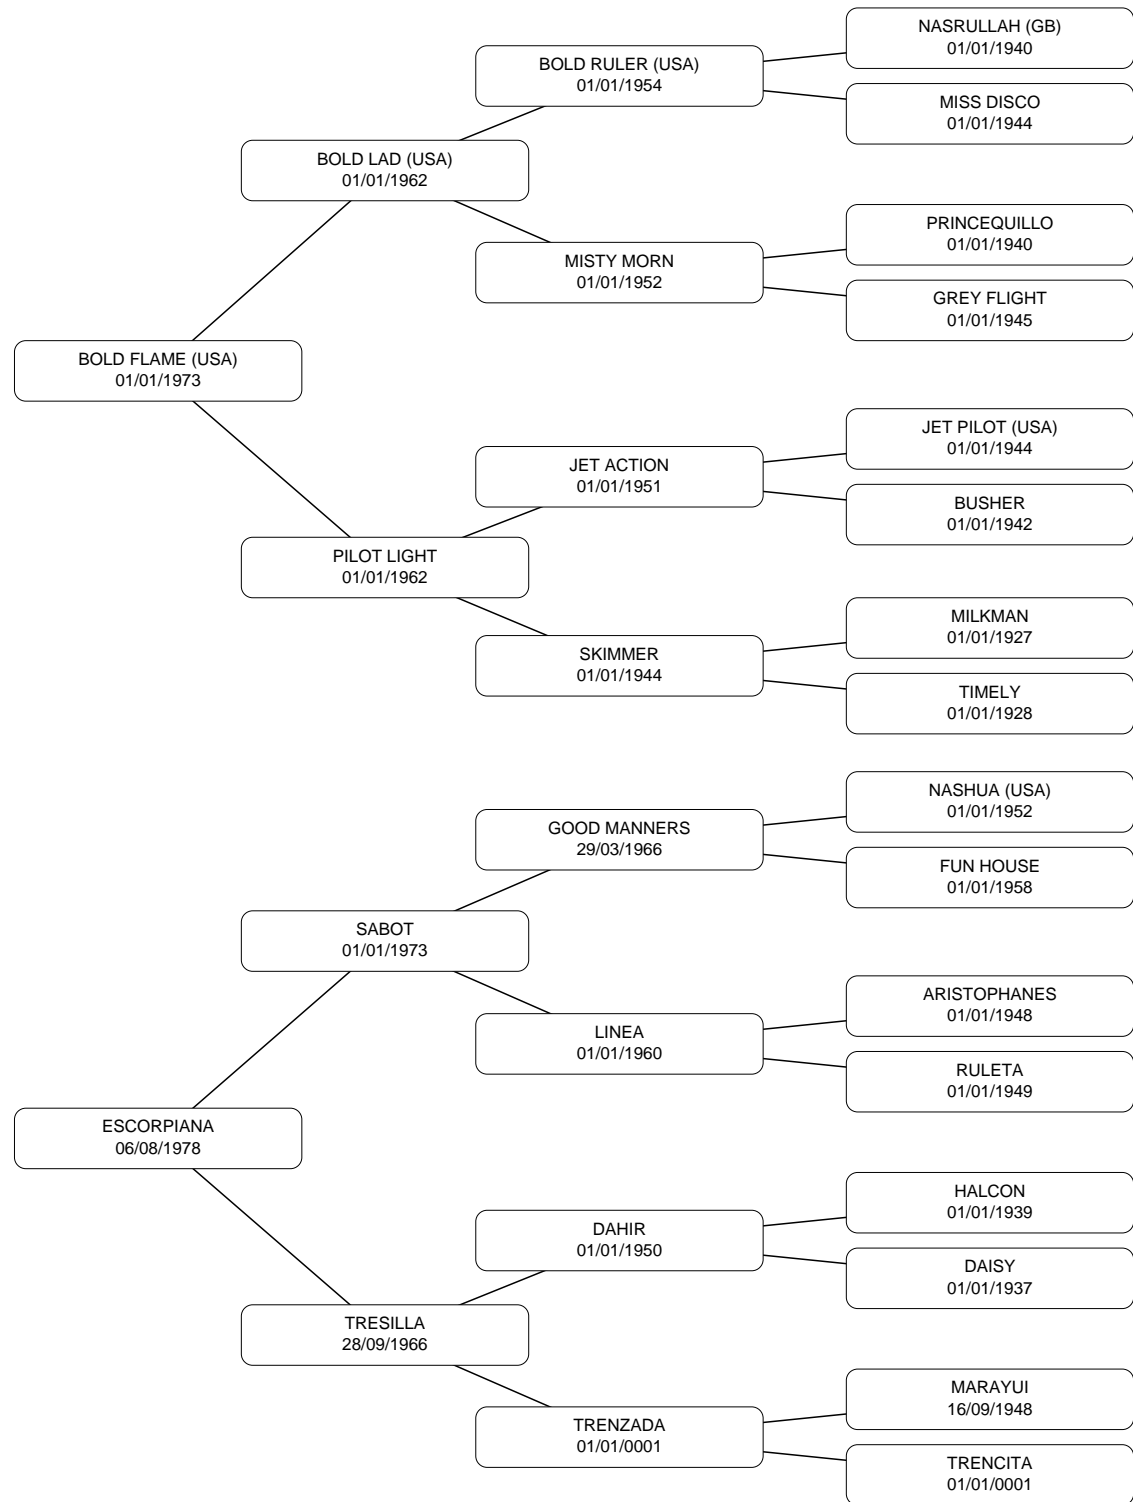 NASRULLAH (GB)
01/01/1940
BOLD RULER (USA)
01/01/1954
MISS DISCO
01/01/1944
BOLD LAD (USA)
01/01/1962
PRINCEQUILLO
01/01/1940
MISTY MORN
01/01/1952
GREY FLIGHT
01/01/1945
BOLD FLAME (USA)
01/01/1973
JET PILOT (USA)
01/01/1944
JET ACTION
01/01/1951
BUSHER
01/01/1942
PILOT LIGHT
01/01/1962
MILKMAN
01/01/1927
SKIMMER
01/01/1944
TIMELY
01/01/1928
NASHUA (USA)
01/01/1952
GOOD MANNERS
29/03/1966
FUN HOUSE
01/01/1958
SABOT
01/01/1973
ARISTOPHANES
01/01/1948
LINEA
01/01/1960
RULETA
01/01/1949
ESCORPIANA
06/08/1978
HALCON
01/01/1939
DAHIR
01/01/1950
DAISY
01/01/1937
TRESILLA
28/09/1966
MARAYUI
16/09/1948
TRENZADA
01/01/0001
TRENCITA
01/01/0001